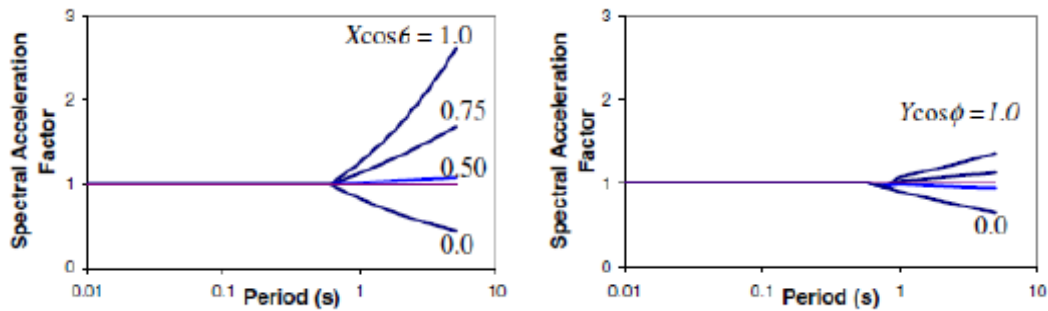 Spectral Acceleration
Factor
3
2
1
0
0.01
0.1
1
10
Period (s)
Xcosθ = 1.0
0.75
0.50
0.0
Spectral Acceleration
Factor
3
2
1
0
0.01
0.1
1
10
Period (s)
Ycosϕ =1.0
0.0